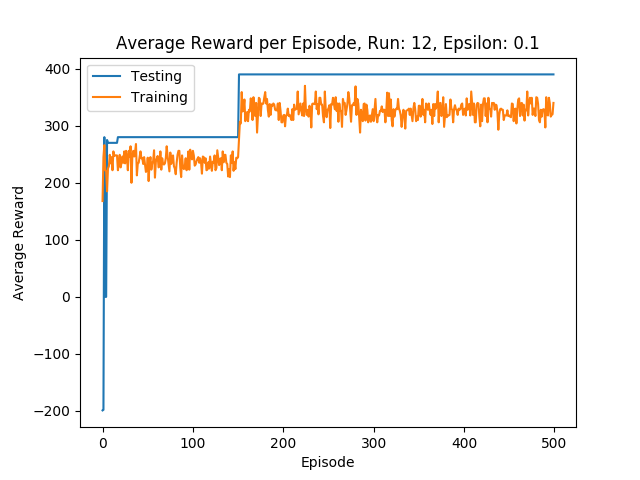 Average Reward per Episode, Run: 12, Epsilon: 0.1
Testing
Training
400
300
200
100
0
−100
−200
Average Reward
0 100 200 300 400 500
Episode